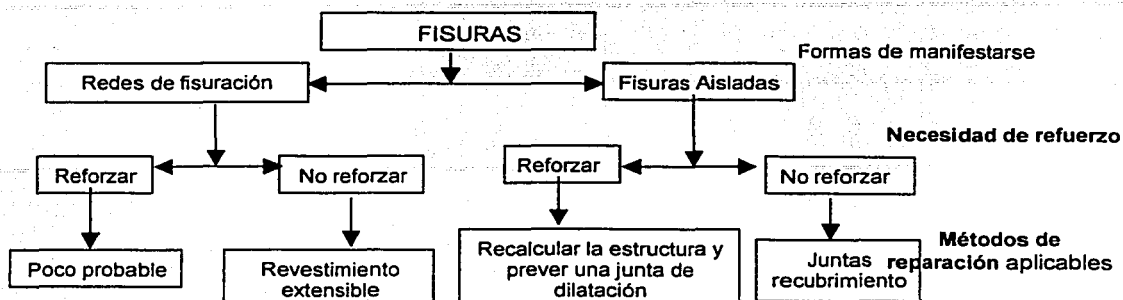 FISURAS
Formas de manifestarse
Redes de fisuración
Fisuras Aisladas
Necesidad de refuerzo
Reforzar
No reforzar
Reforzar
No reforzar
Poco probable
Revestimiento
extensible
Recalcular la estructura y
prever una junta de
dilatación
Juntas
recubrimiento
Métodos de
reparación aplicables